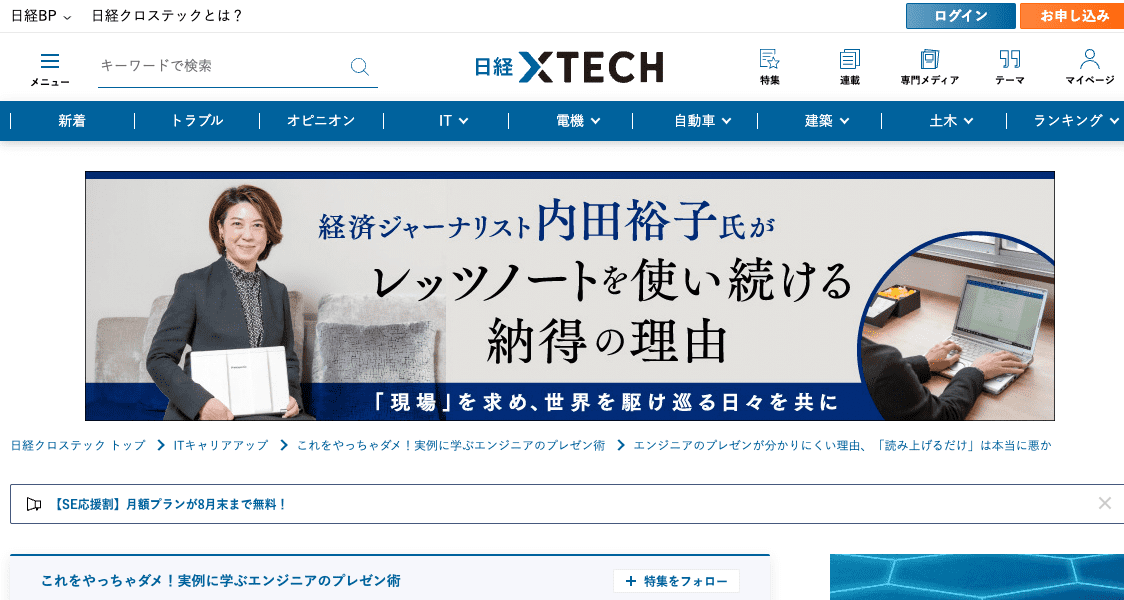 日経BP
日経クロステックとは？
ログイン
お申し込み
メニュー
キーワードで検索
日経XTECH
特集
連載
専門メディア
テーマ
マイページ
新着
トラブル
オピニオン
IT
電機
自動車
建築
土木
ランキング
経済ジャーナリスト内田裕子氏が
レッツノートを使い続ける
納得の理由
「現場」を求め、世界を駆け巡る日々を共に
日経クロステック トップ
ITキャリアアップ
これをやっちゃダメ！実例に学ぶエンジニアのプレゼン術
エンジニアのプレゼンが分かりにくい理由、「読み上げるだけ」は本当に悪か
【SE応援割】月額プランが8月末まで無料！
これをやっちゃダメ！実例に学ぶエンジニアのプレゼン術
＋ 特集をフォロー